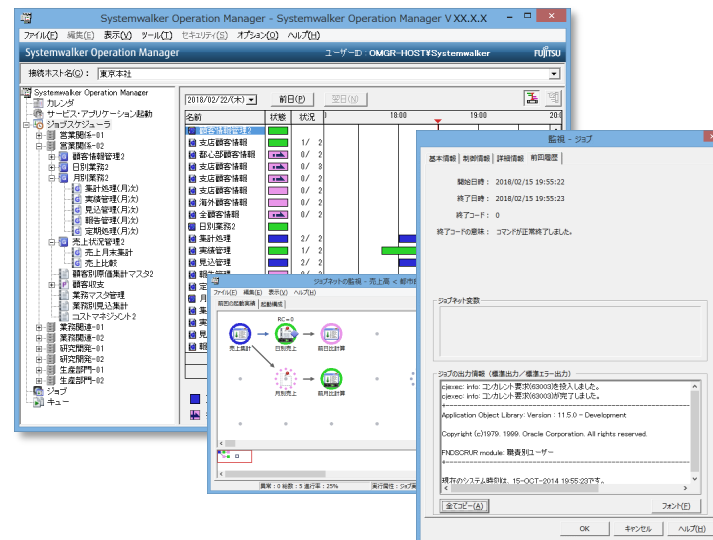 Systemwalker Operation Manager - Systemwalker Operation Manager V XX.X.X
ファイル(F) 編集(E) 表示(V) ツール(T) セキュリティ(S) オプション(O) ヘルプ(H)
Systemwalker Operation Manager
ユーザーID : OMGR-HOST¥Systemwalker
FUJITSU
接続ホスト名(C) : 東京本社
Systemwalker Operation Manager
カレンダ
サービス・アプリケーション起動
ジョブスケジューラ
営業関係-01
営業関係-02
顧客情報管理2
日別業務2
月別業務2
集計処理(月次)
実績管理(月次)
見込管理(月次)
報告管理(月次)
定期処理(月次)
売上状況管理2
売上月末集計
売上比較
顧客別原価集計マスタ2
顧客収支
業務マスタ管理
業務別見込集計
コストマネジメント2
業務関連-01
業務関連-02
研究開発-01
研究開発-02
生産部門-01
生産部門-02
ジョブ
キュー
2018/02/22(木) 前日(P) 翌日(N)
名前 状態 状況 18:00 19:00
顧客情報管理2
支店顧客情報 1/ 2
都心部顧客情報 0/ 2
支店顧客情報 0/ 2
支店顧客情報 0/ 2
支店顧客情報 0/ 2
海外顧客情報 0/ 2
全顧客情報 0/ 2
日別業務2
集計処理 2/ 2
実績管理 1/ 2
見込管理 2/ 2
ジョブネットの監視 - 売上高 < 都市部
ファイル(F) 編集(E) 表示(V) ヘルプ(H)
前回の起動実績 起動構成
RC=0
売上集計 日別売上 前日比計算
月別売上 前月比計算
異常 : 0 総数 : 5 進行率 : 25%
監視 - ジョブ
基本情報 制御情報 詳細情報 前回履歴
開始日時 : 2018/02/15 19:55:22
終了日時 : 2018/02/15 19:55:23
終了コード : 0
終了コードの意味 : コマンドが正常終了しました。
ジョブネット変数
ジョブの出力情報 (標準出力/標準エラー出力)
cjexec: info: コンカレント要求(63003)を投入しました。
cjexec: info: コンカレント要求(63003)が完了しました。
Application Object Library: Version : 11.5.0 - Development
Copyright (c)1979, 1999, Oracle Corporation. All rights reserved.
FNDSCRUR module: 職責別ユーザー
現在のシステム時刻は、15-OCT-2014 19:55:23です。
全てコピー(A) フォント(F)
OK キャンセル ヘルプ(H)